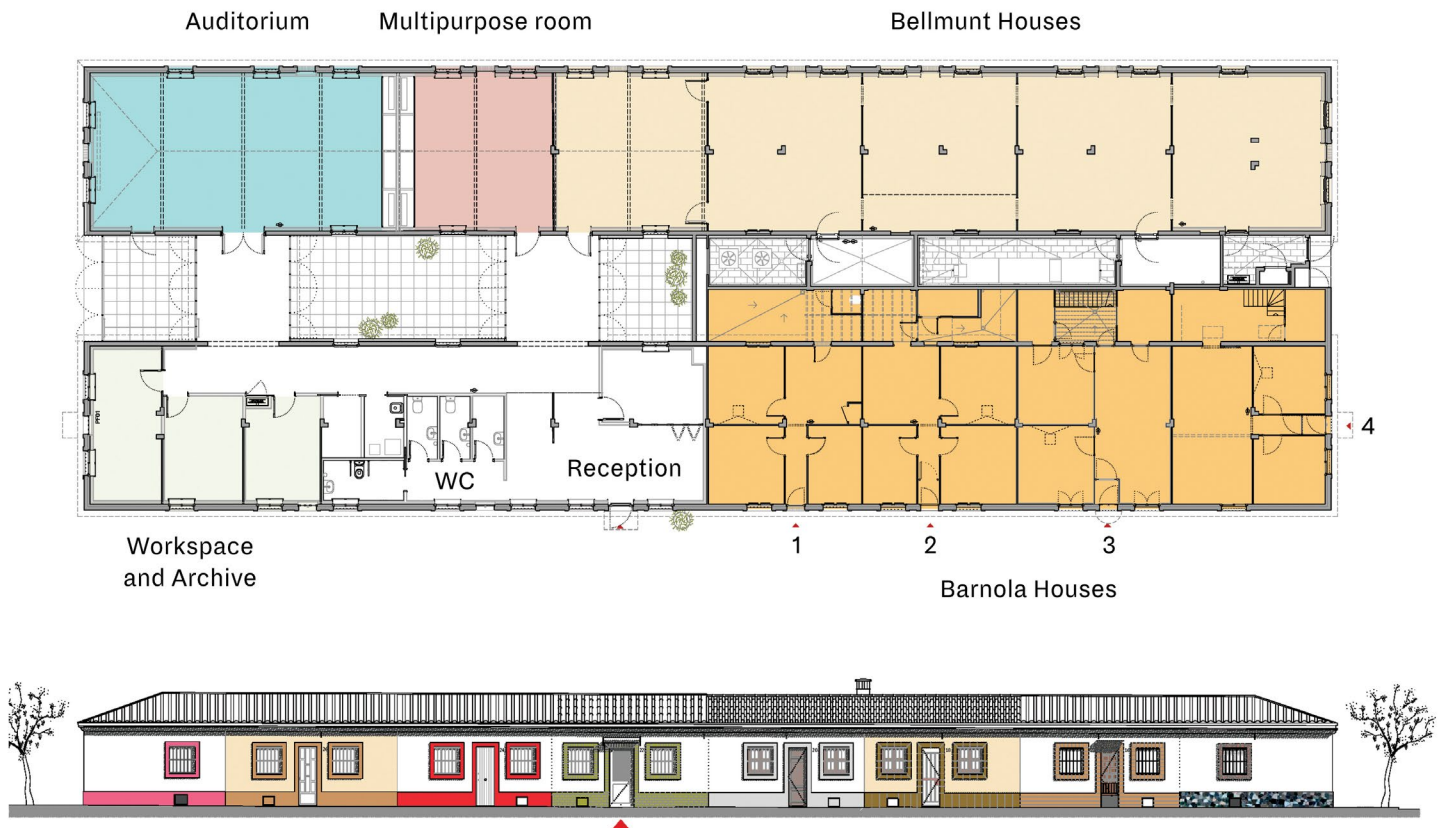 Auditorium
Multipurpose room
Bellmunt Houses
WC
Reception
4
1
2
3
Workspace
and Archive
Barnola Houses